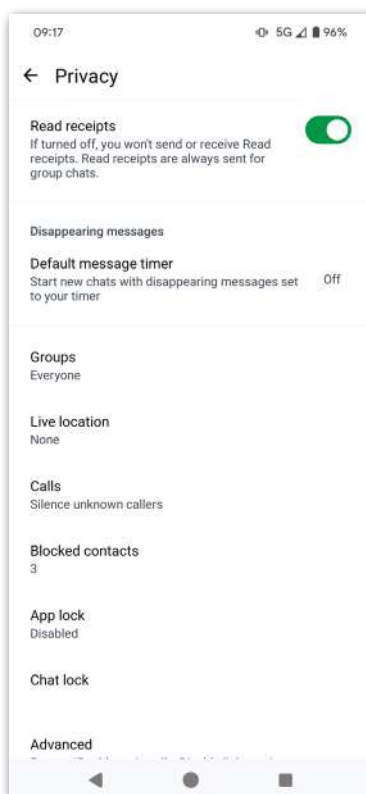 09:17 5G 96%
Privacy
Read receipts
If turned off, you won't send or receive Read
receipts. Read receipts are always sent for
group chats.
Disappearing messages
Default message timer
Start new chats with disappearing messages set
to your timer
Off
Groups
Everyone
Live location
None
Calls
Silence unknown callers
Blocked contacts
3
App lock
Disabled
Chat lock
Advanced